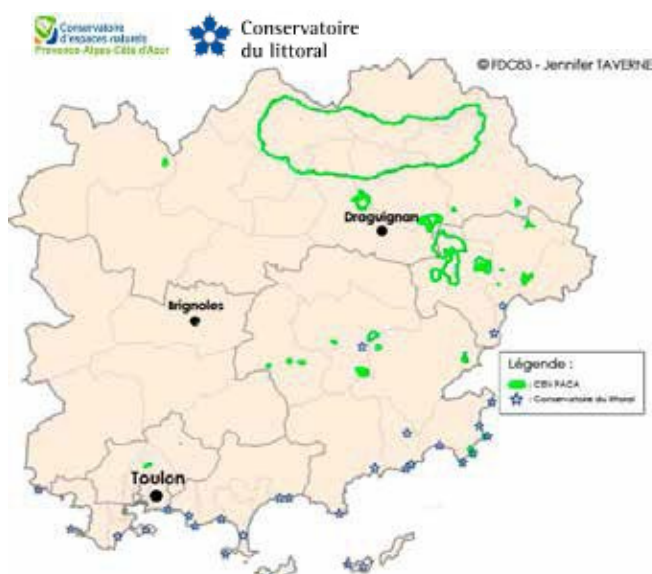 Conservatoire
d'espaces naturels
Provence-Alpes-Côte d'Azur
Conservatoire
du littoral
© FDC83 - Jennifer TAVERNE
Draguignan
Brignoles
Légende :
CEN PACA
Conservatoire du littoral
Toulon